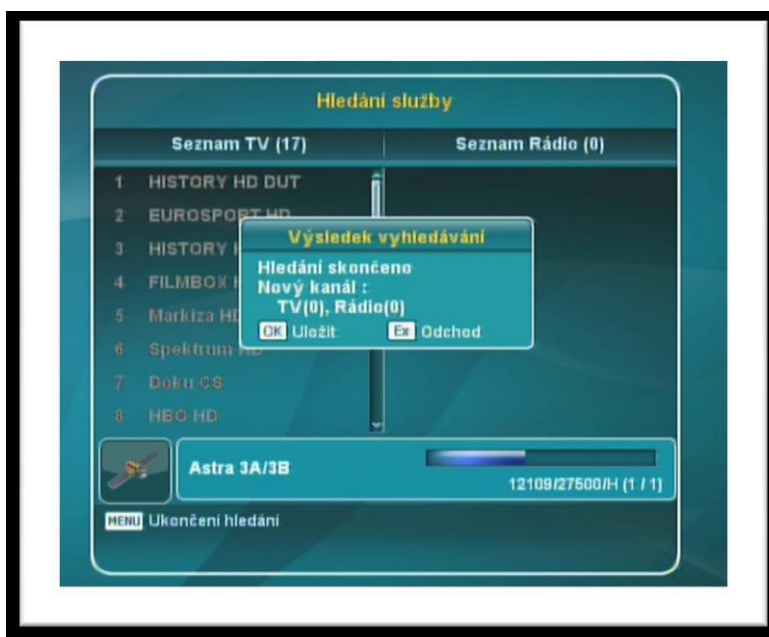 Hledání služby
Seznam TV (17) Seznam Rádio (0)
1 HISTORY HD DUT
2 EUROSPORT HD
3 HISTORY
4 FILMBOX
5 Markíza HD
6 Spektrum HD
7 Doku CS
8 HBO HD
Výsledek vyhledávání
Hledání skončeno
Nový kanál :
TV(0), Rádio(0)
OK Uložit Ex Odchod
Astra 3A/3B
12109/27500/H (1 / 1)
MENU Ukončení hledání